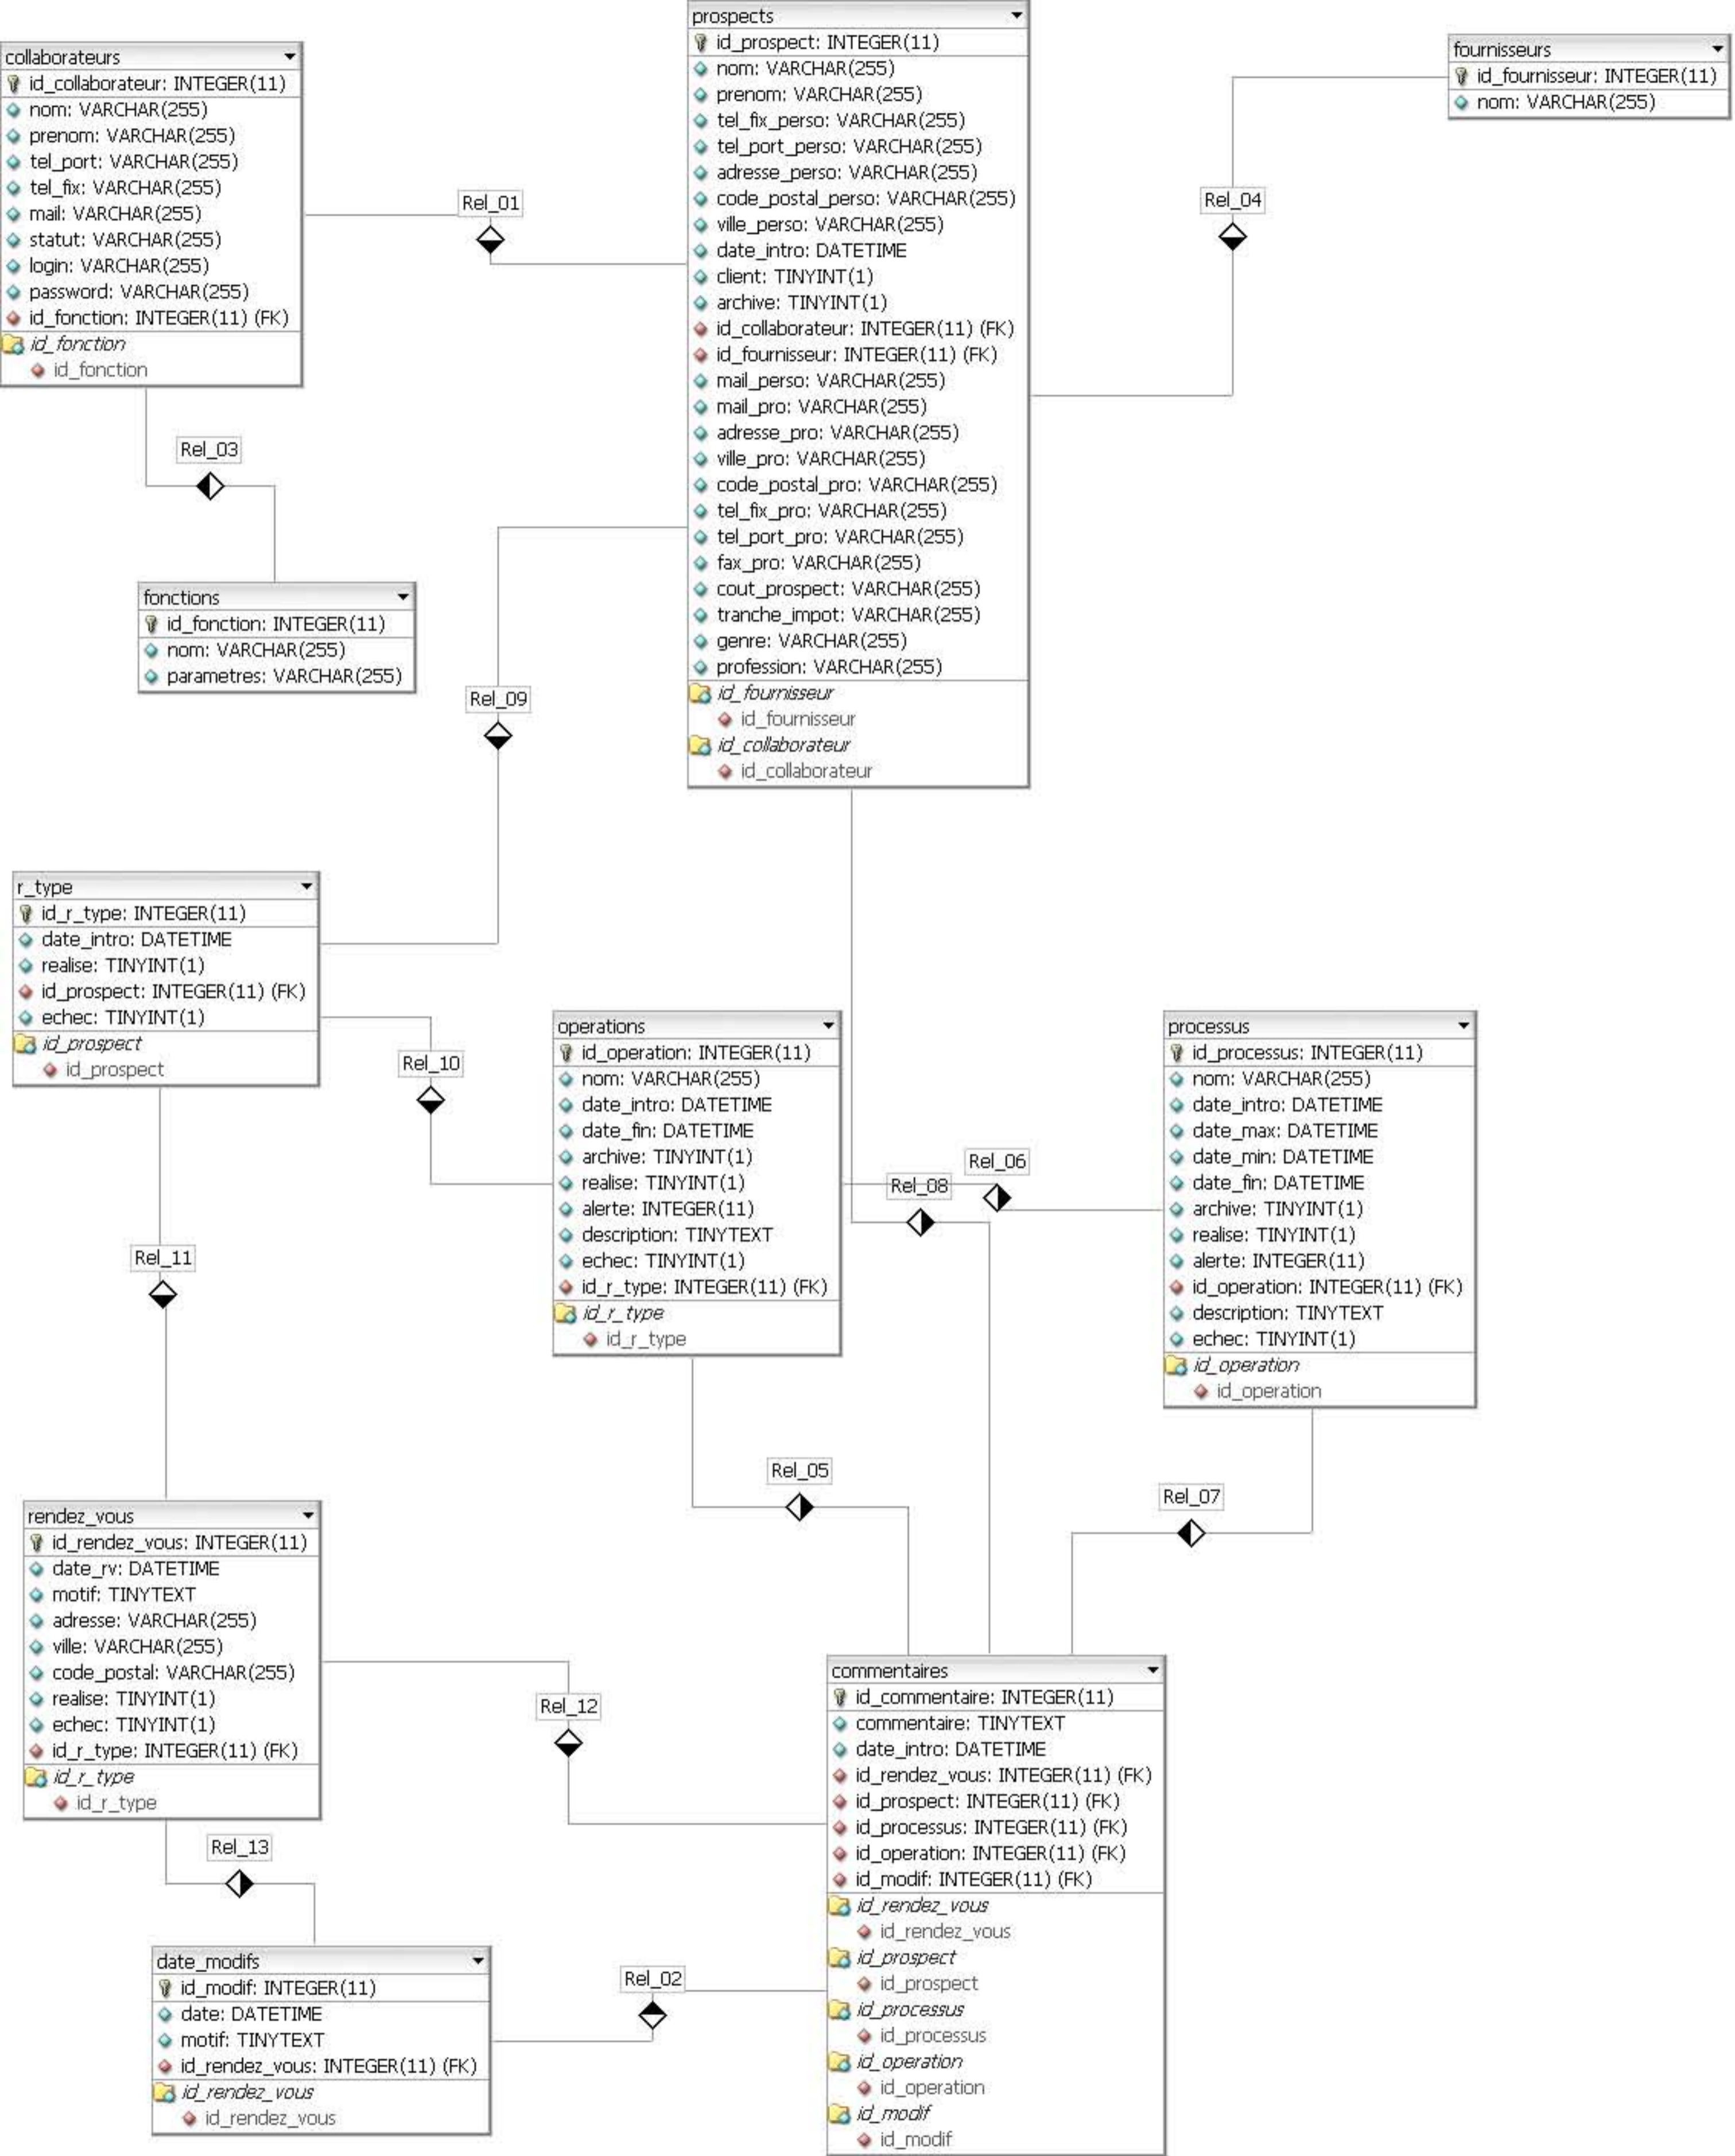 collaborateurs
id_collaborateur: INTEGER(11)
nom: VARCHAR(255)
prenom: VARCHAR(255)
tel_port: VARCHAR(255)
tel_fix: VARCHAR(255)
mail: VARCHAR(255)
statut: VARCHAR(255)
login: VARCHAR(255)
password: VARCHAR(255)
id_fonction: INTEGER(11) (FK)
id_fonction
id_fonction
Rel_01
prospects
id_prospect: INTEGER(11)
nom: VARCHAR(255)
prenom: VARCHAR(255)
tel_fix_perso: VARCHAR(255)
tel_port_perso: VARCHAR(255)
adresse_perso: VARCHAR(255)
code_postal_perso: VARCHAR(255)
ville_perso: VARCHAR(255)
date_intro: DATETIME
client: TINYINT(1)
archive: TINYINT(1)
id_collaborateur: INTEGER(11) (FK)
id_fournisseur: INTEGER(11) (FK)
mail_perso: VARCHAR(255)
mail_pro: VARCHAR(255)
adresse_pro: VARCHAR(255)
ville_pro: VARCHAR(255)
code_postal_pro: VARCHAR(255)
tel_fix_pro: VARCHAR(255)
tel_port_pro: VARCHAR(255)
fax_pro: VARCHAR(255)
cout_prospect: VARCHAR(255)
tranche_impot: VARCHAR(255)
genre: VARCHAR(255)
profession: VARCHAR(255)
id_fournisseur
id_fournisseur
id_collaborateur
id_collaborateur
fournisseurs
id_fournisseur: INTEGER(11)
nom: VARCHAR(255)
Rel_04
Rel_03
fonctions
id_fonction: INTEGER(11)
nom: VARCHAR(255)
parametres: VARCHAR(255)
Rel_09
r_type
id_r_type: INTEGER(11)
date_intro: DATETIME
realise: TINYINT(1)
id_prospect: INTEGER(11) (FK)
echec: TINYINT(1)
id_prospect
id_prospect
Rel_10
operations
id_operation: INTEGER(11)
nom: VARCHAR(255)
date_intro: DATETIME
date_fin: DATETIME
archive: TINYINT(1)
realise: TINYINT(1)
alerte: INTEGER(11)
description: TINYTEXT
echec: TINYINT(1)
id_r_type: INTEGER(11) (FK)
id_r_type
id_r_type
Rel_06
Rel_08
processus
id_processus: INTEGER(11)
nom: VARCHAR(255)
date_intro: DATETIME
date_max: DATETIME
date_min: DATETIME
date_fin: DATETIME
archive: TINYINT(1)
realise: TINYINT(1)
alerte: INTEGER(11)
id_operation: INTEGER(11) (FK)
description: TINYTEXT
echec: TINYINT(1)
id_operation
id_operation
Rel_11
Rel_05
Rel_07
rendez_vous
id_rendez_vous: INTEGER(11)
date_rv: DATETIME
motif: TINYTEXT
adresse: VARCHAR(255)
ville: VARCHAR(255)
code_postal: VARCHAR(255)
realise: TINYINT(1)
echec: TINYINT(1)
id_r_type: INTEGER(11) (FK)
id_r_type
id_r_type
Rel_12
commentaires
id_commentaire: INTEGER(11)
commentaire: TINYTEXT
date_intro: DATETIME
id_rendez_vous: INTEGER(11) (FK)
id_prospect: INTEGER(11) (FK)
id_processus: INTEGER(11) (FK)
id_operation: INTEGER(11) (FK)
id_modif: INTEGER(11) (FK)
id_rendez_vous
id_rendez_vous
id_prospect
id_prospect
id_processus
id_processus
id_operation
id_operation
id_modif
id_modif
Rel_13
date_modifs
id_modif: INTEGER(11)
date: DATETIME
motif: TINYTEXT
id_rendez_vous: INTEGER(11) (FK)
id_rendez_vous
id_rendez_vous
Rel_02